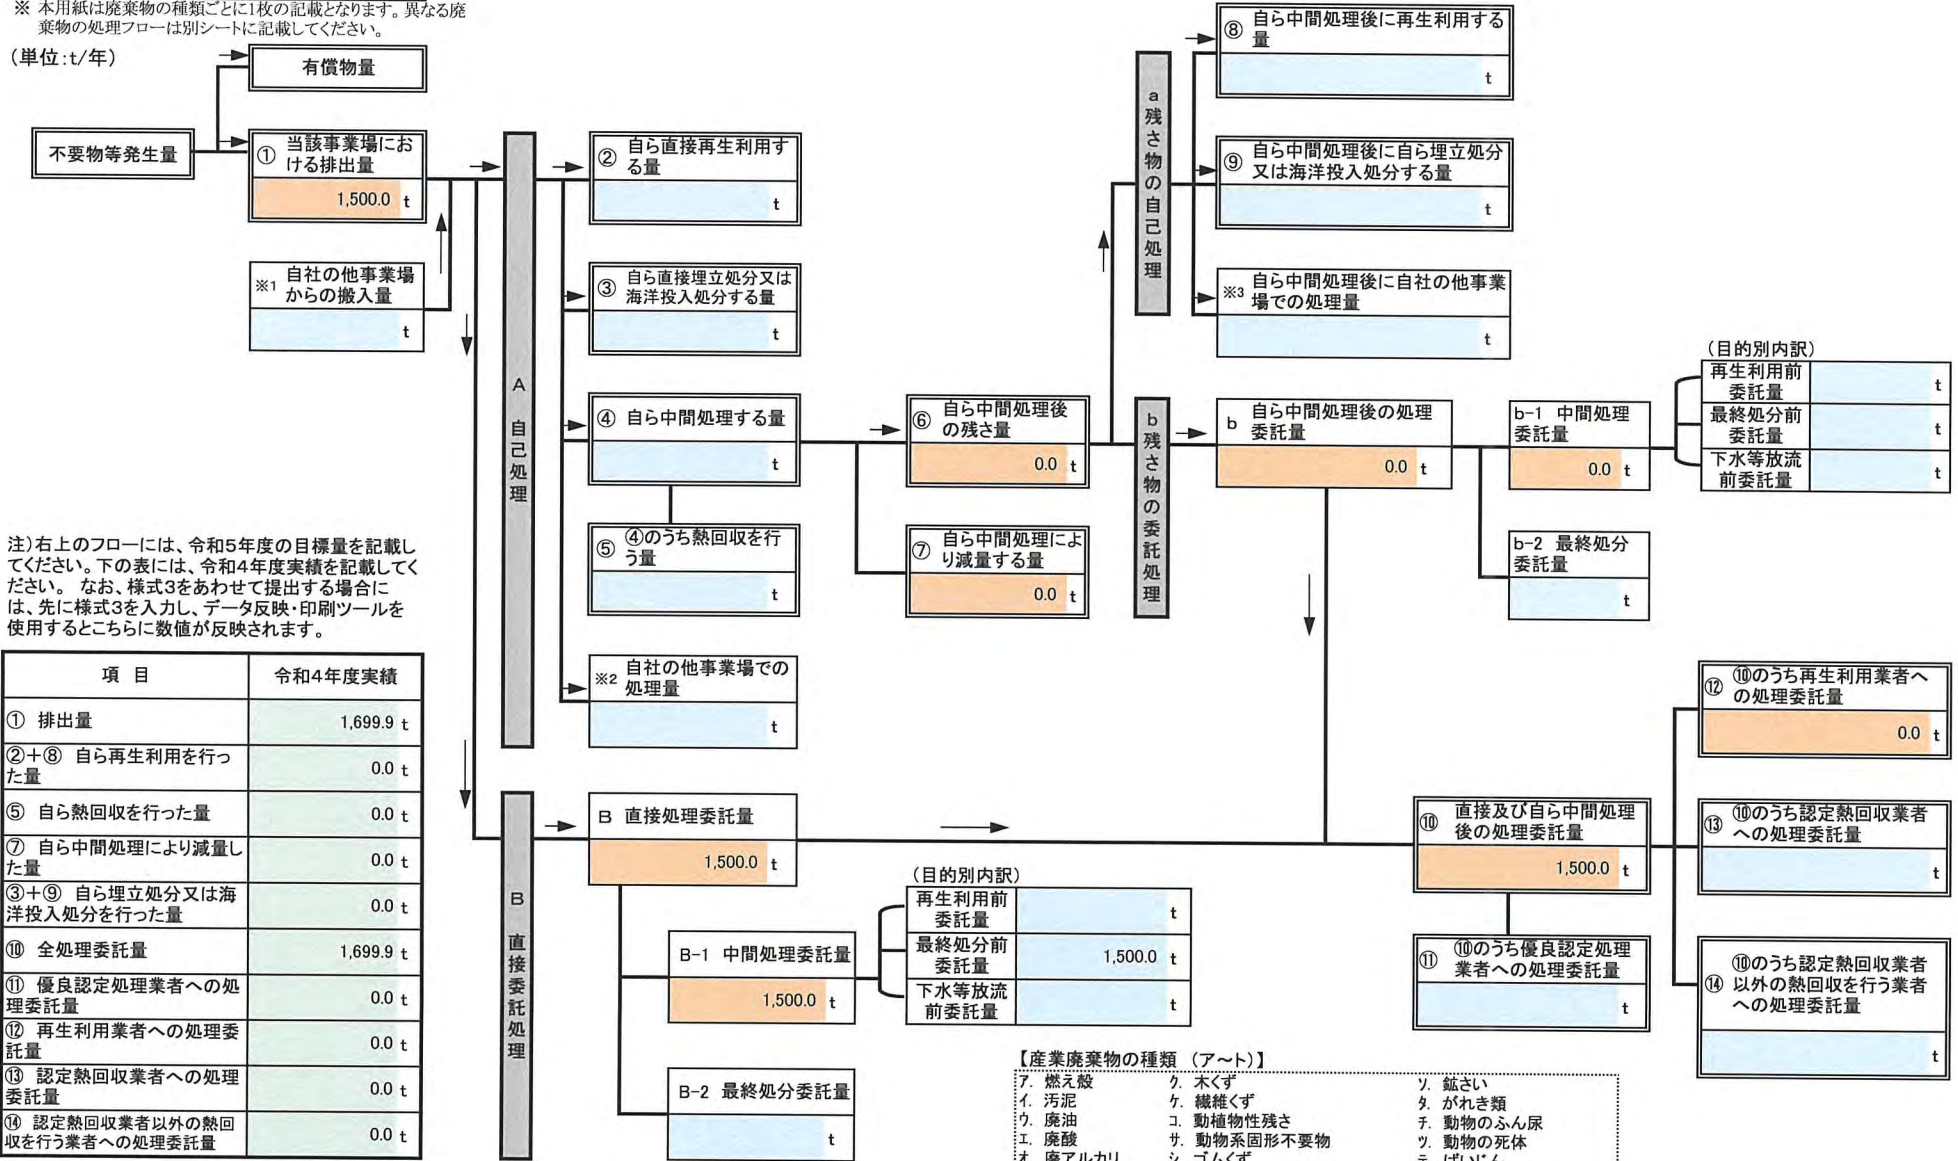 ※ 本用紙は廃棄物の種類ごとに1枚の記載となります。異なる廃
棄物の処理フローは別シートに記載してください。
(単位:t/年)
有償物量
不要物等発生量
① 当該事業場にお
ける排出量
1,500.0 t
※1 自社の他事業場
からの搬入量
t
A 自己処理
② 自ら直接再生利用す
る量
t
③ 自ら直接埋立処分又は
海洋投入処分する量
t
④ 自ら中間処理する量
t
⑤ ④のうち熱回収を行
う量
t
※2 自社の他事業場での
処理量
t
⑥ 自ら中間処理後
の残さ量
0.0 t
⑦ 自ら中間処理によ
り減量する量
0.0 t
a 残さ物の自己処理
⑧ 自ら中間処理後に再生利用する
量
t
⑨ 自ら中間処理後に自ら埋立処分
又は海洋投入処分する量
t
※3 自ら中間処理後に自社の他事業
場での処理量
t
b 残さ物の委託処理
b 自ら中間処理後の処理
委託量
0.0 t
b-1 中間処理
委託量
0.0 t
(目的別内訳)
再生利用前
委託量 t
最終処分前
委託量 t
下水等放流
前委託量 t
b-2 最終処分
委託量
t
注)右上のフローには、令和5年度の目標量を記載し
てください。下の表には、令和4年度実績を記載してく
ださい。 なお、様式3をあわせて提出する場合に
は、先に様式3を入力し、データ反映・印刷ツールを
使用するとこちらに数値が反映されます。
項 目 令和4年度実績
① 排出量 1,699.9 t
②+⑧ 自ら再生利用を行っ
た量 0.0 t
⑤ 自ら熱回収を行った量 0.0 t
⑦ 自ら中間処理により減量し
た量 0.0 t
③+⑨ 自ら埋立処分又は海
洋投入処分を行った量 0.0 t
⑩ 全処理委託量 1,699.9 t
⑪ 優良認定処理業者への処
理委託量 0.0 t
⑫ 再生利用業者への処理委
託量 0.0 t
⑬ 認定熱回収業者への処理
委託量 0.0 t
⑭ 認定熱回収業者以外の熱回
収を行う業者への処理委託量 0.0 t
B 直接委託処理
B 直接処理委託量
1,500.0 t
B-1 中間処理委託量
1,500.0 t
(目的別内訳)
再生利用前
委託量 t
最終処分前
委託量 1,500.0 t
下水等放流
前委託量 t
B-2 最終処分委託量
t
⑩ 直接及び自ら中間処理
後の処理委託量
1,500.0 t
⑪ ⑩のうち優良認定処理
業者への処理委託量
t
⑫ ⑩のうち再生利用業者へ
の処理委託量
0.0 t
⑬ ⑩のうち認定熱回収業者
への処理委託量
t
⑭ ⑩のうち認定熱回収業者
以外の熱回収を行う業者
への処理委託量
t
【産業廃棄物の種類 (ア~ト)】
ア. 燃え殻 ク. 木くず ソ. 鉱さい
イ. 汚泥 ケ. 繊維くず タ. がれき類
ウ. 廃油 コ. 動植物性残さ チ. 動物のふん尿
エ. 廃酸 サ. 動物系固形不要物 ツ. 動物の死体
オ. 廃アルカリ シ. ゴムくず テ. ばいじん